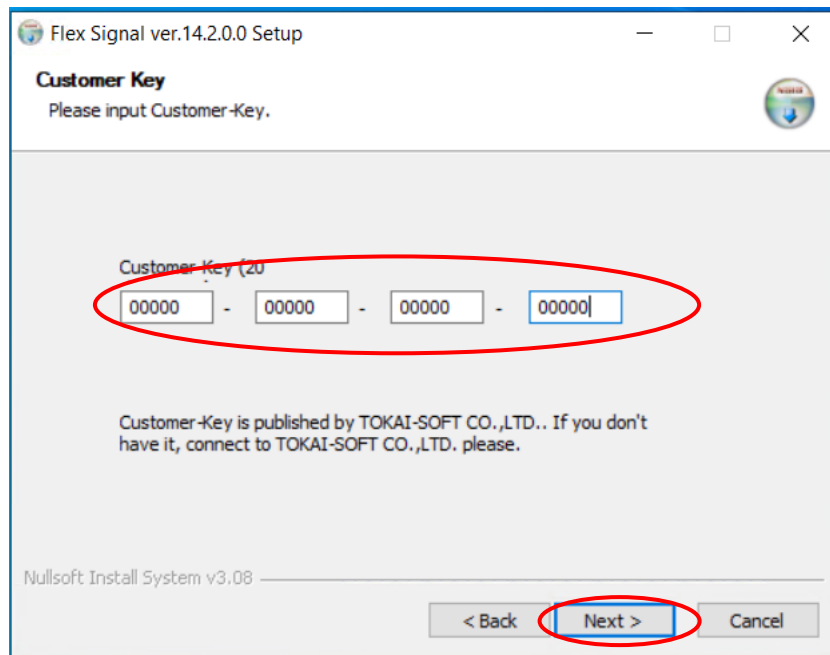 Flex Signal ver.14.2.0.0 Setup
Customer Key
Please input Customer-Key.
Customer-Key (20
00000 - 00000 - 00000 - 00000
Customer-Key is published by TOKAI-SOFT CO.,LTD.. If you don't
have it, connect to TOKAI-SOFT CO.,LTD. please.
Nullsoft Install System v3.08
< Back Next > Cancel